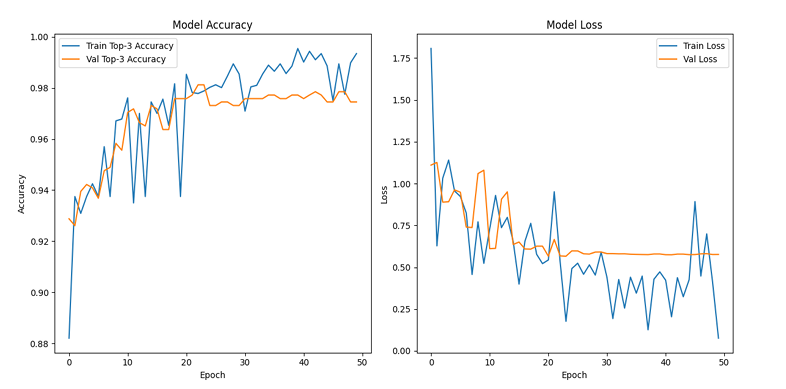 Model Accuracy
Train Top-3 Accuracy
Val Top-3 Accuracy
Accuracy
1.00
0.98
0.96
0.94
0.92
0.90
0.88
0 10 20 30 40 50
Epoch
Model Loss
Train Loss
Val Loss
Loss
1.75
1.50
1.25
1.00
0.75
0.50
0.25
0.00
0 10 20 30 40 50
Epoch